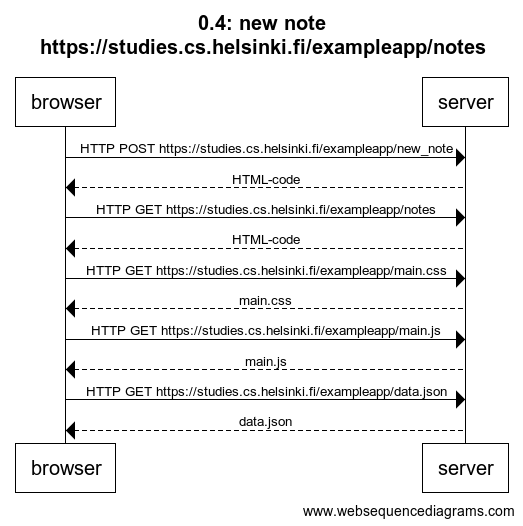 0.4: new note
https://studies.cs.helsinki.fi/exampleapp/notes
browser server
HTTP POST https://studies.cs.helsinki.fi/exampleapp/new_note
HTML-code
HTTP GET https://studies.cs.helsinki.fi/exampleapp/notes
HTML-code
HTTP GET https://studies.cs.helsinki.fi/exampleapp/main.css
main.css
HTTP GET https://studies.cs.helsinki.fi/exampleapp/main.js
main.js
HTTP GET https://studies.cs.helsinki.fi/exampleapp/data.json
data.json
browser server
www.websequencediagrams.com